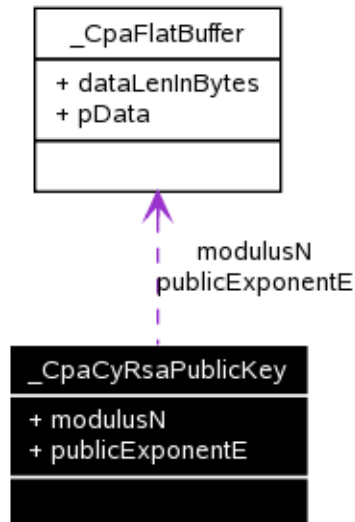 _CpaFlatBuffer
+ dataLenInBytes
+ pData
modulusN
publicExponentE
_CpaCyRsaPublicKey
+ modulusN
+ publicExponentE